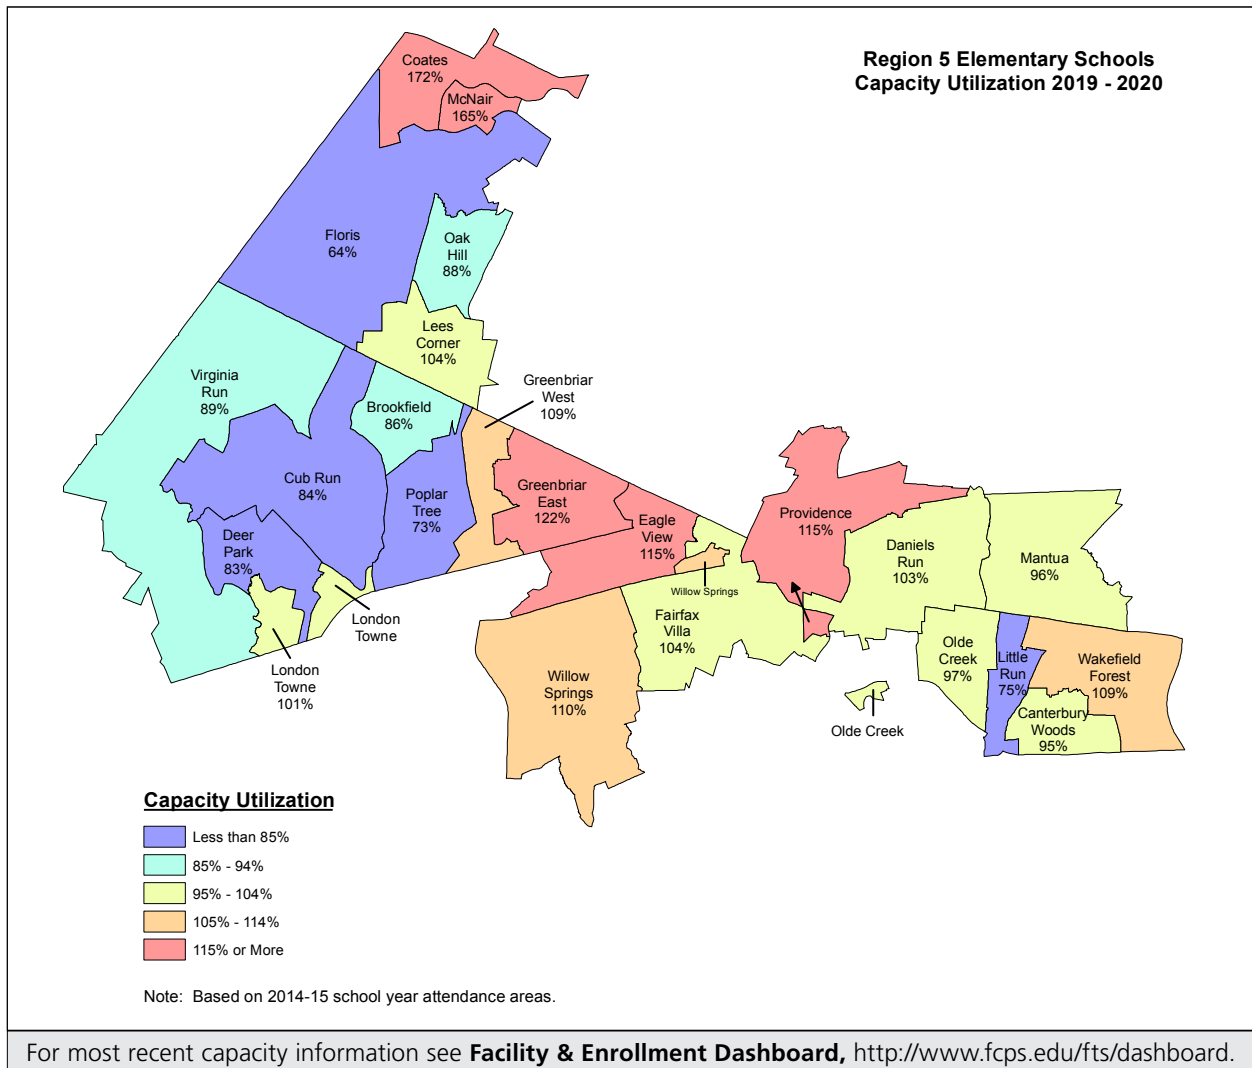 Region 5 Elementary Schools
Capacity Utilization 2019 - 2020
Coates
172%
McNair
165%
Floris
64%
Oak
Hill
88%
Lees
Corner
104%
Virginia
Run
89%
Brookfield
86%
Greenbriar
West
109%
Cub Run
84%
Poplar
Tree
73%
Greenbriar
East
122%
Eagle
View
115%
Deer
Park
83%
London
Towne
London
Towne
101%
Willow Springs
Fairfax
Villa
104%
Willow
Springs
110%
Providence
115%
Daniels
Run
103%
Mantua
96%
Olde
Creek
97%
Little
Run
75%
Wakefield
Forest
109%
Canterbury
Woods
95%
Olde Creek
Capacity Utilization
Less than 85%
85% - 94%
95% - 104%
105% - 114%
115% or More
Note:  Based on 2014-15 school year attendance areas.
For most recent capacity information see Facility & Enrollment Dashboard, http://www.fcps.edu/fts/dashboard.